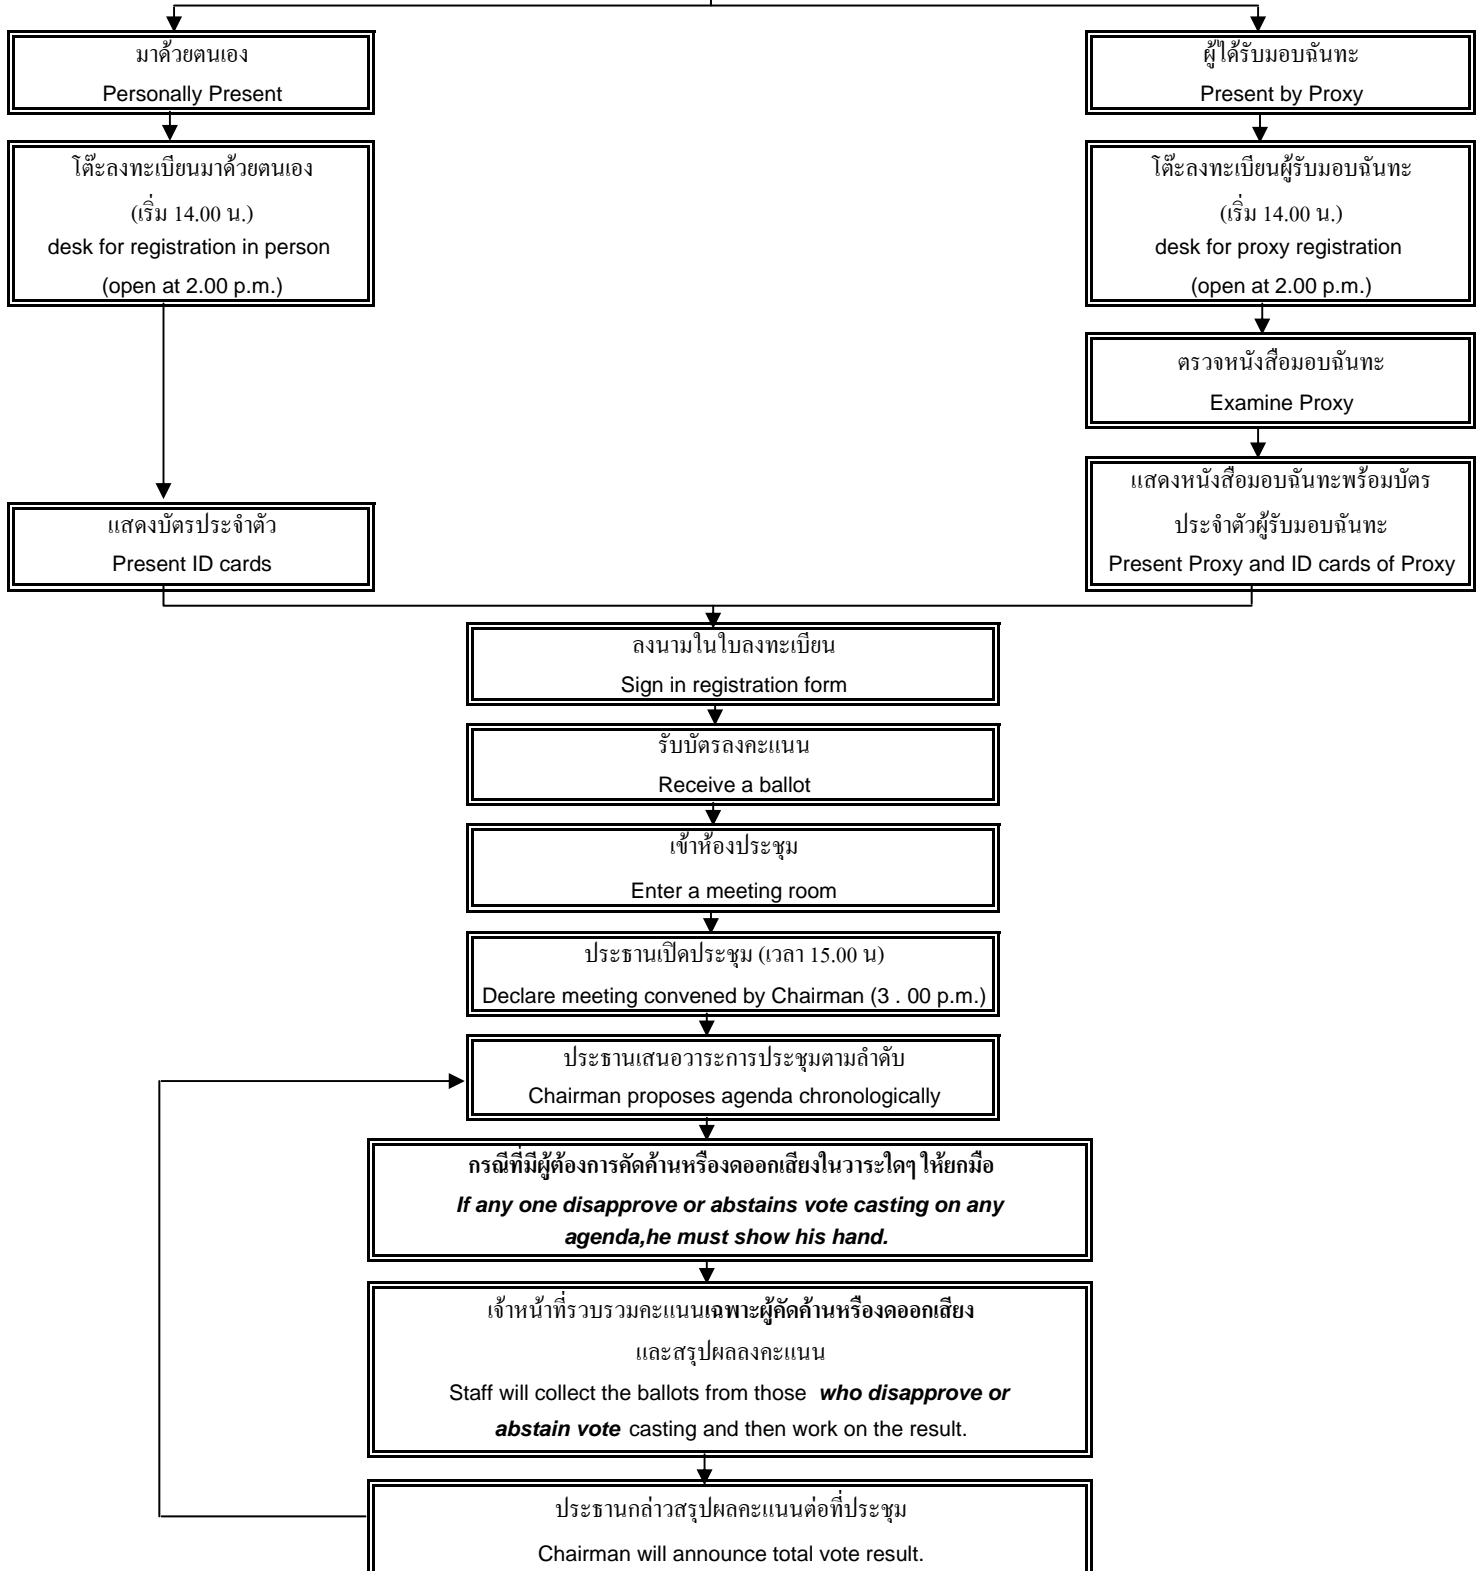 มาด้วยตนเอง
Personally Present
ผู้ได้รับมอบฉันทะ
Present by Proxy
โต๊ะลงทะเบียนมาด้วยตนเอง
(เริ่ม 14.00 น.)
desk for registration in person
(open at 2.00 p.m.)
โต๊ะลงทะเบียนผู้รับมอบฉันทะ
(เริ่ม 14.00 น.)
desk for proxy registration
(open at 2.00 p.m.)
ตรวจหนังสือมอบฉันทะ
Examine Proxy
แสดงบัตรประจำตัว
Present ID cards
แสดงหนังสือมอบฉันทะพร้อมบัตร
ประจำตัวผู้รับมอบฉันทะ
Present Proxy and ID cards of Proxy
ลงนามในใบลงทะเบียน
Sign in registration form
รับบัตรลงคะแนน
Receive a ballot
เข้าห้องประชุม
Enter a meeting room
ประธานเปิดประชุม (เวลา 15.00 น)
Declare meeting convened by Chairman (3 . 00 p.m.)
ประธานเสนอวาระการประชุมตามลำดับ
Chairman proposes agenda chronologically
กรณีที่มีผู้ต้องการคัดค้านหรืองดออกเสียงในวาระใดๆ ให้ยกมือ
If any one disapprove or abstains vote casting on any
agenda,he must show his hand.
เจ้าหน้าที่รวบรวมคะแนนเฉพาะผู้คัดค้านหรืองดออกเสียง
และสรุปผลลงคะแนน
Staff will collect the ballots from those who disapprove or
abstain vote casting and then work on the result.
ประธานกล่าวสรุปผลคะแนนต่อที่ประชุม
Chairman will announce total vote result.